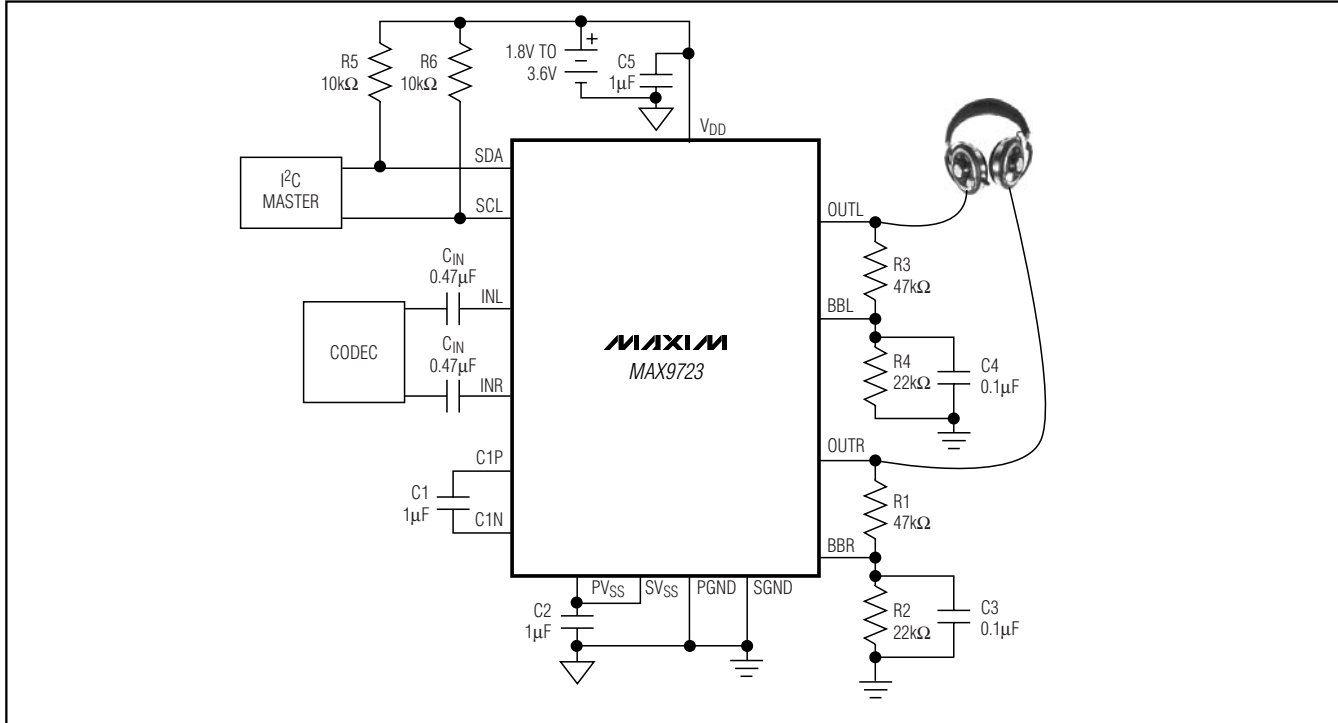 R5
10kΩ
R6
10kΩ
1.8V TO
3.6V
+
C5
1μF
VDD
I²C
MASTER
SDA
SCL
CIN
0.47μF
INL
CODEC
CIN
0.47μF
INR
C1P
C1
1μF
C1N
MAXIM
MAX9723
OUTL
R3
47kΩ
BBL
R4
22kΩ
C4
0.1μF
OUTR
R1
47kΩ
BBR
R2
22kΩ
C3
0.1μF
PVSS
SVSS
PGND
SGND
C2
1μF